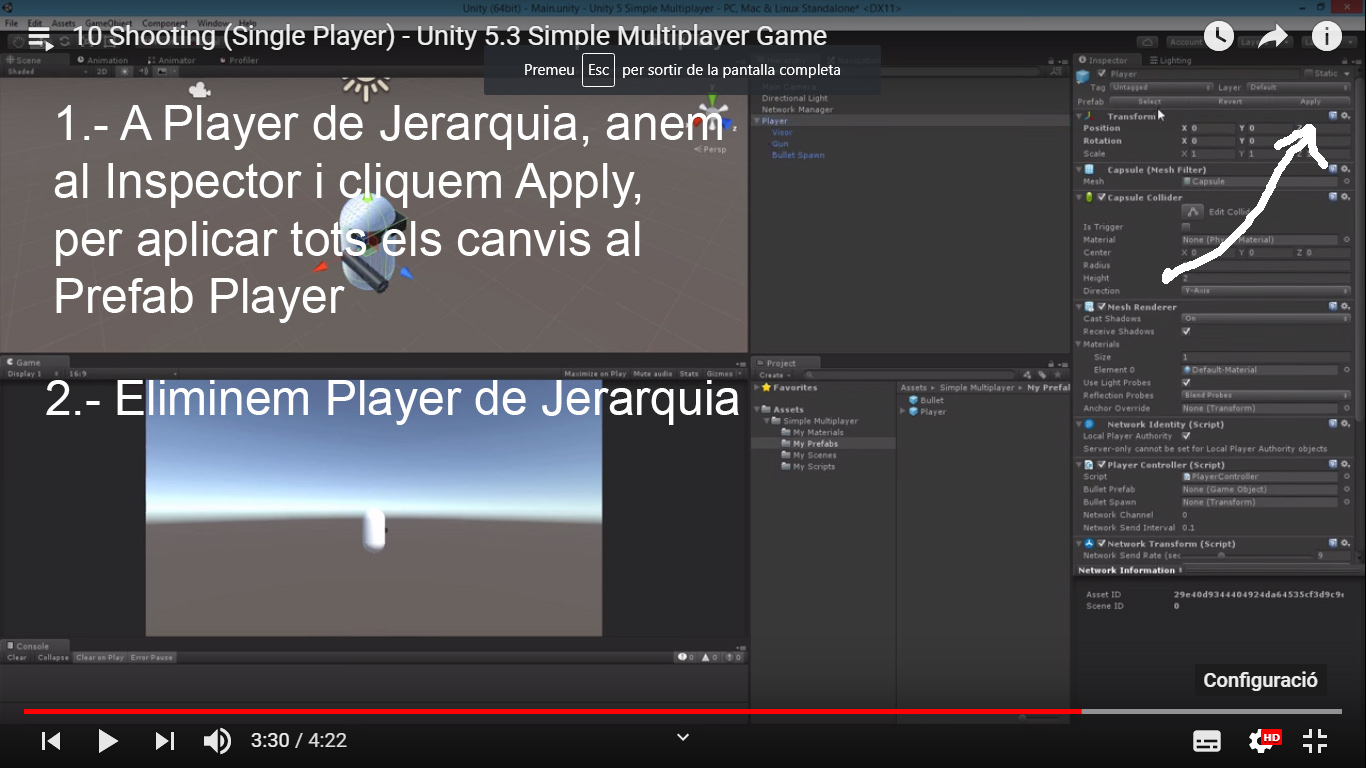 Unity (64bit) - Main.unity - Unity 5 Simple Multiplayer - PC, Mac & Linux Standalone* <DX11>
File Edit Assets GameObject Component Window Help
10 Shooting (Single Player) - Unity 5.3 Simple Multiplayer Game
Premeu Esc per sortir de la pantalla completa
Account
Scene Animation Animator Profiler
Shaded 2D
1.- A Player de Jerarquia, anem
al Inspector i cliquem Apply,
per aplicar tots els canvis al
Prefab Player
Persp
Main Camera
Directional Light
Network Manager
Player
Visor
Gun
Bullet Spawn
Inspector Lighting
Player Static
Tag Untagged Layer Default
Prefab Select Revert Apply
Transform
Position X 0 Y 0 Z
Rotation X 0 Y 0
Scale X 1 Y 1 Z
Capsule (Mesh Filter)
Mesh Capsule
Capsule Collider
Edit Collider
Is Trigger
Material None (Physic Material)
Center X 0 Y 0 Z 0
Radius
Height 2
Direction Y-Axis
Mesh Renderer
Cast Shadows On
Receive Shadows
Materials
Size 1
Element 0 Default-Material
Use Light Probes
Reflection Probes Blend Probes
Anchor Override None (Transform)
Network Identity (Script)
Local Player Authority
Server-only cannot be set for Local Player Authority objects
Player Controller (Script)
Script PlayerController
Bullet Prefab None (Game Object)
Bullet Spawn None (Transform)
Network Channel 0
Network Send Interval 0.1
Network Transform (Script)
Network Send Rate (sec 9
Network Information
Asset ID 29e40d9344404924da64535cf3d9c9
Scene ID 0
Game
Display 1 16:9 Maximize on Play Mute audio Stats Gizmos
2.- Eliminem Player de Jerarquia
Project
Create
Favorites
Assets
Simple Multiplayer
My Materials
My Prefabs
My Scenes
My Scripts
Assets Simple Multiplayer My Prefal
Bullet
Player
Console
Clear Collapse Clear on Play Error Pause 0 0 0
Configuració
3:30 / 4:22
HD